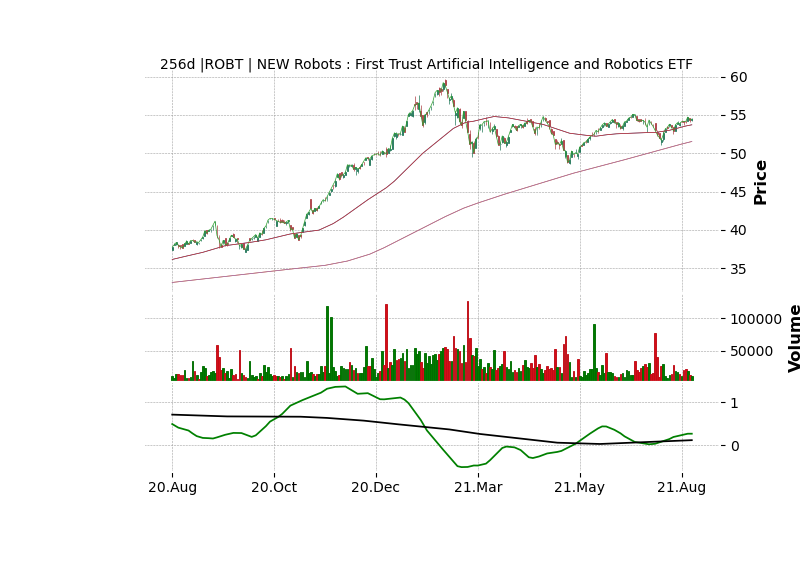 256d |ROBT | NEW Robots : First Trust Artificial Intelligence and Robotics ETF
60
55
50
45
40
35
Price
100000
50000
Volume
1
0
20.Aug 20.Oct 20.Dec 21.Mar 21.May 21.Aug